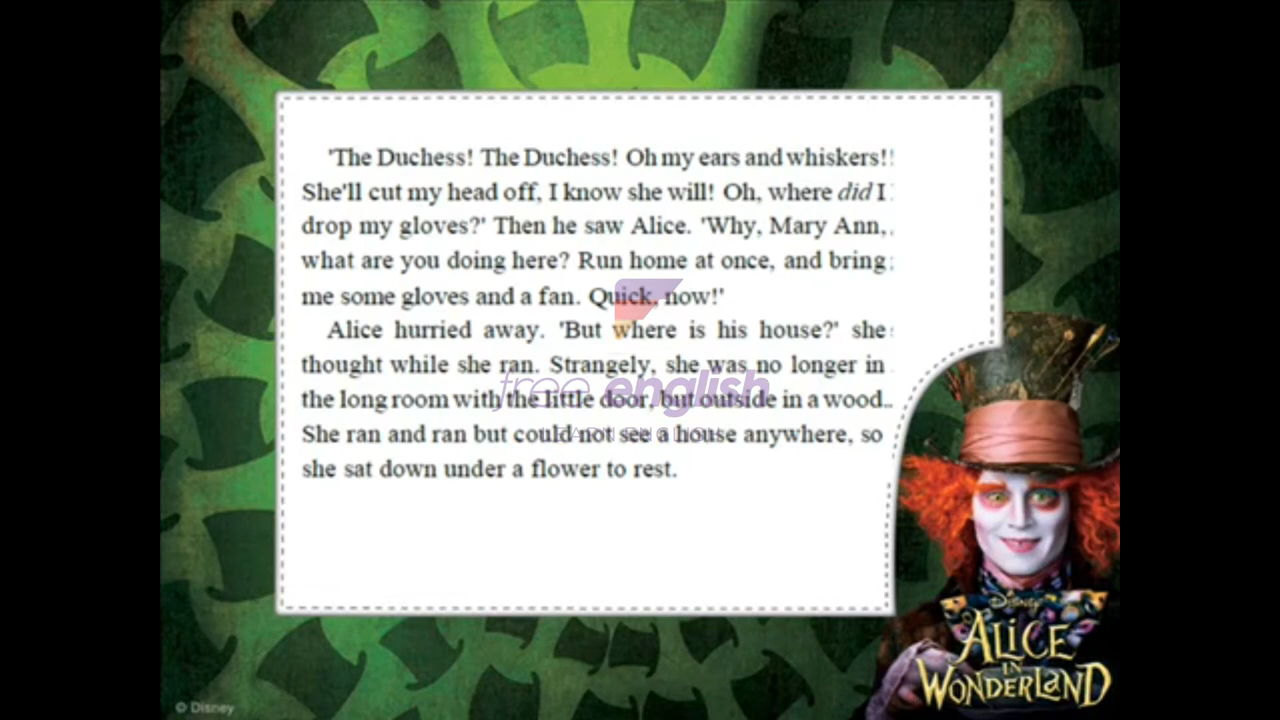 'The Duchess! The Duchess! Oh my ears and whiskers!
She'll cut my head off, I know she will! Oh, where did I
drop my gloves?' Then he saw Alice. 'Why, Mary Ann,
what are you doing here? Run home at once, and bring
me some gloves and a fan. Quick, now!'
Alice hurried away. 'But where is his house?' she
thought while she ran. Strangely, she was no longer in
the long room with the little door, but outside in a wood.
She ran and ran but could not see a house anywhere, so
she sat down under a flower to rest.
free english
LEARN ENGLISH
Disney
ALICE
IN
WONDERLAND
© Disney